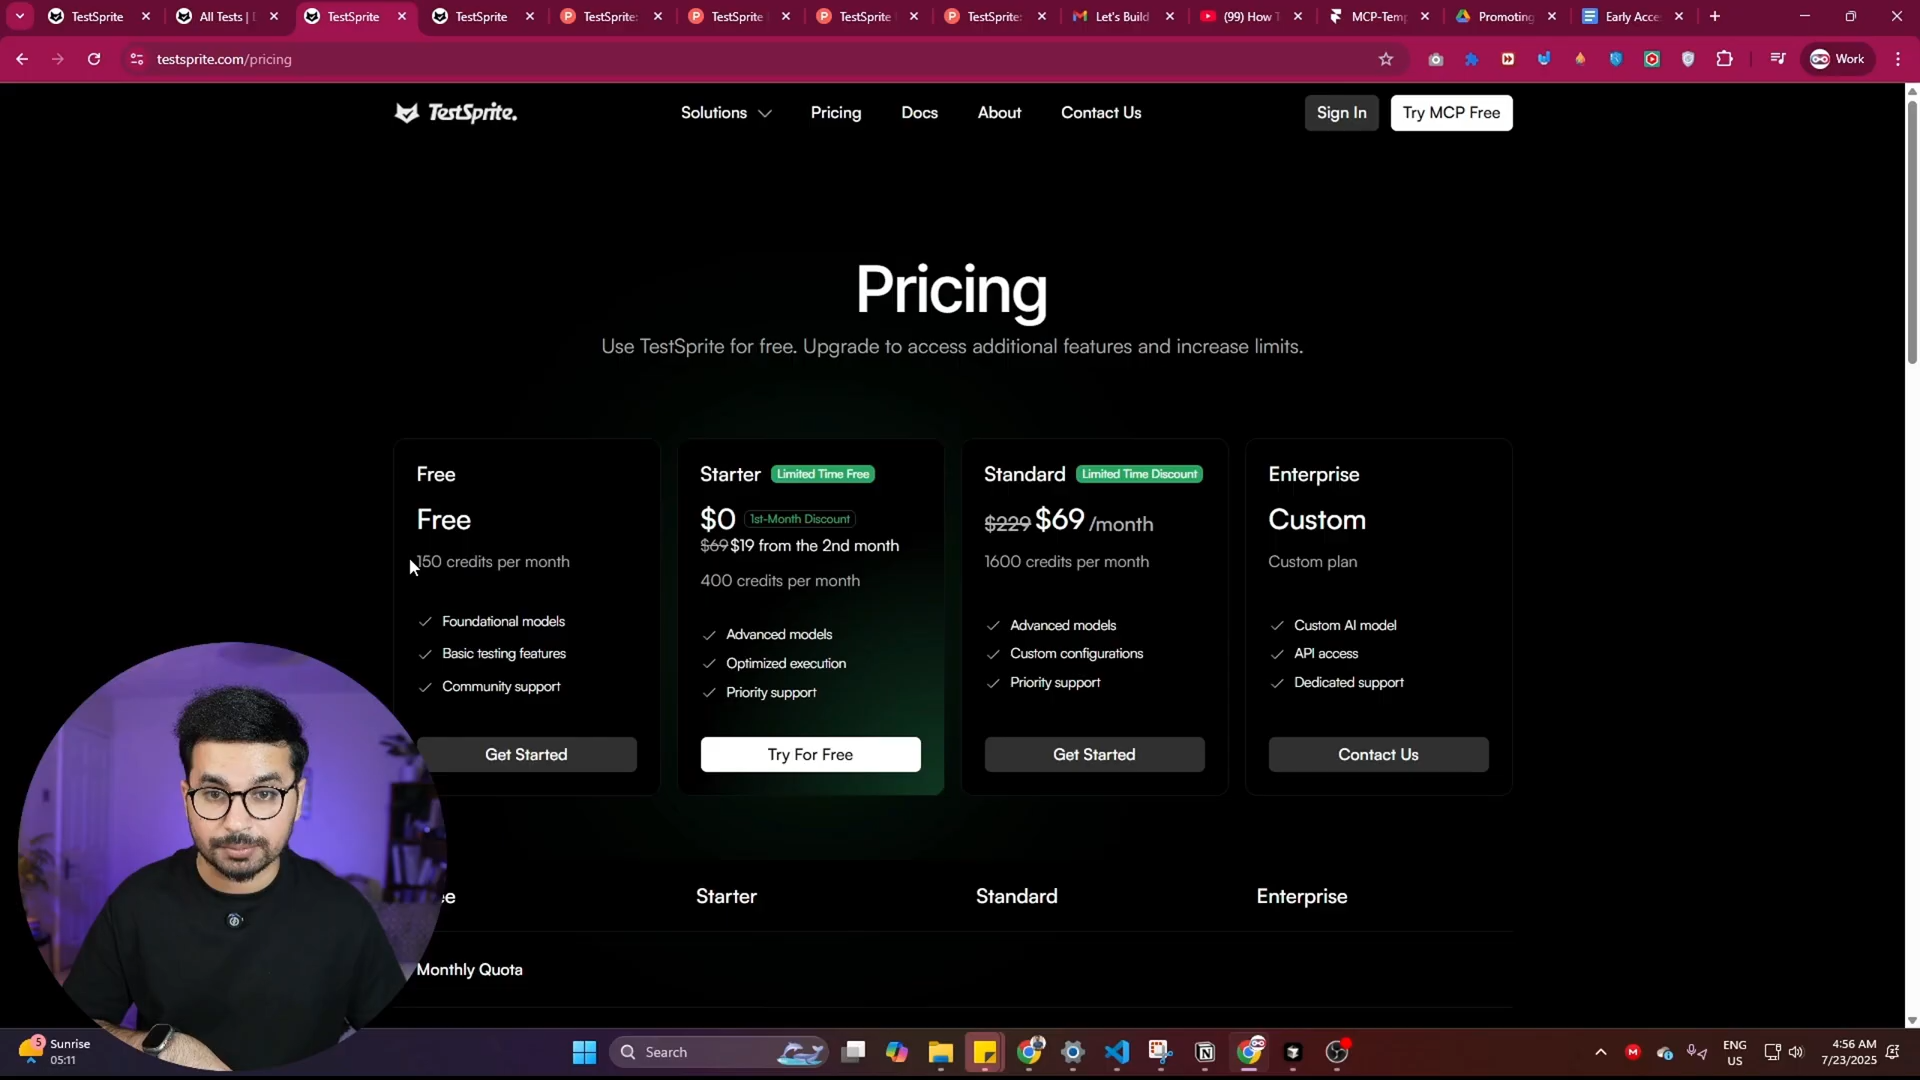 TestSprite
All Tests |
TestSprite
TestSprite
TestSprite:
TestSprite
TestSprite
TestSprite:
Let's Build
(99) How
MCP-Temp
Promoting
Early Acce
testsprite.com/pricing
Work
TestSprite.
Solutions
Pricing
Docs
About
Contact Us
Sign In
Try MCP Free
Pricing
Use TestSprite for free. Upgrade to access additional features and increase limits.
Free
Free
150 credits per month
Foundational models
Basic testing features
Community support
Get Started
Starter Limited Time Free
$0 1st-Month Discount
$69 $19 from the 2nd month
400 credits per month
Advanced models
Optimized execution
Priority support
Try For Free
Standard Limited Time Discount
$229 $69 /month
1600 credits per month
Advanced models
Custom configurations
Priority support
Get Started
Enterprise
Custom
Custom plan
Custom AI model
API access
Dedicated support
Contact Us
ee
Starter
Standard
Enterprise
Monthly Quota
5
Sunrise
05:11
Search
ENG
US
4:56 AM
7/23/2025